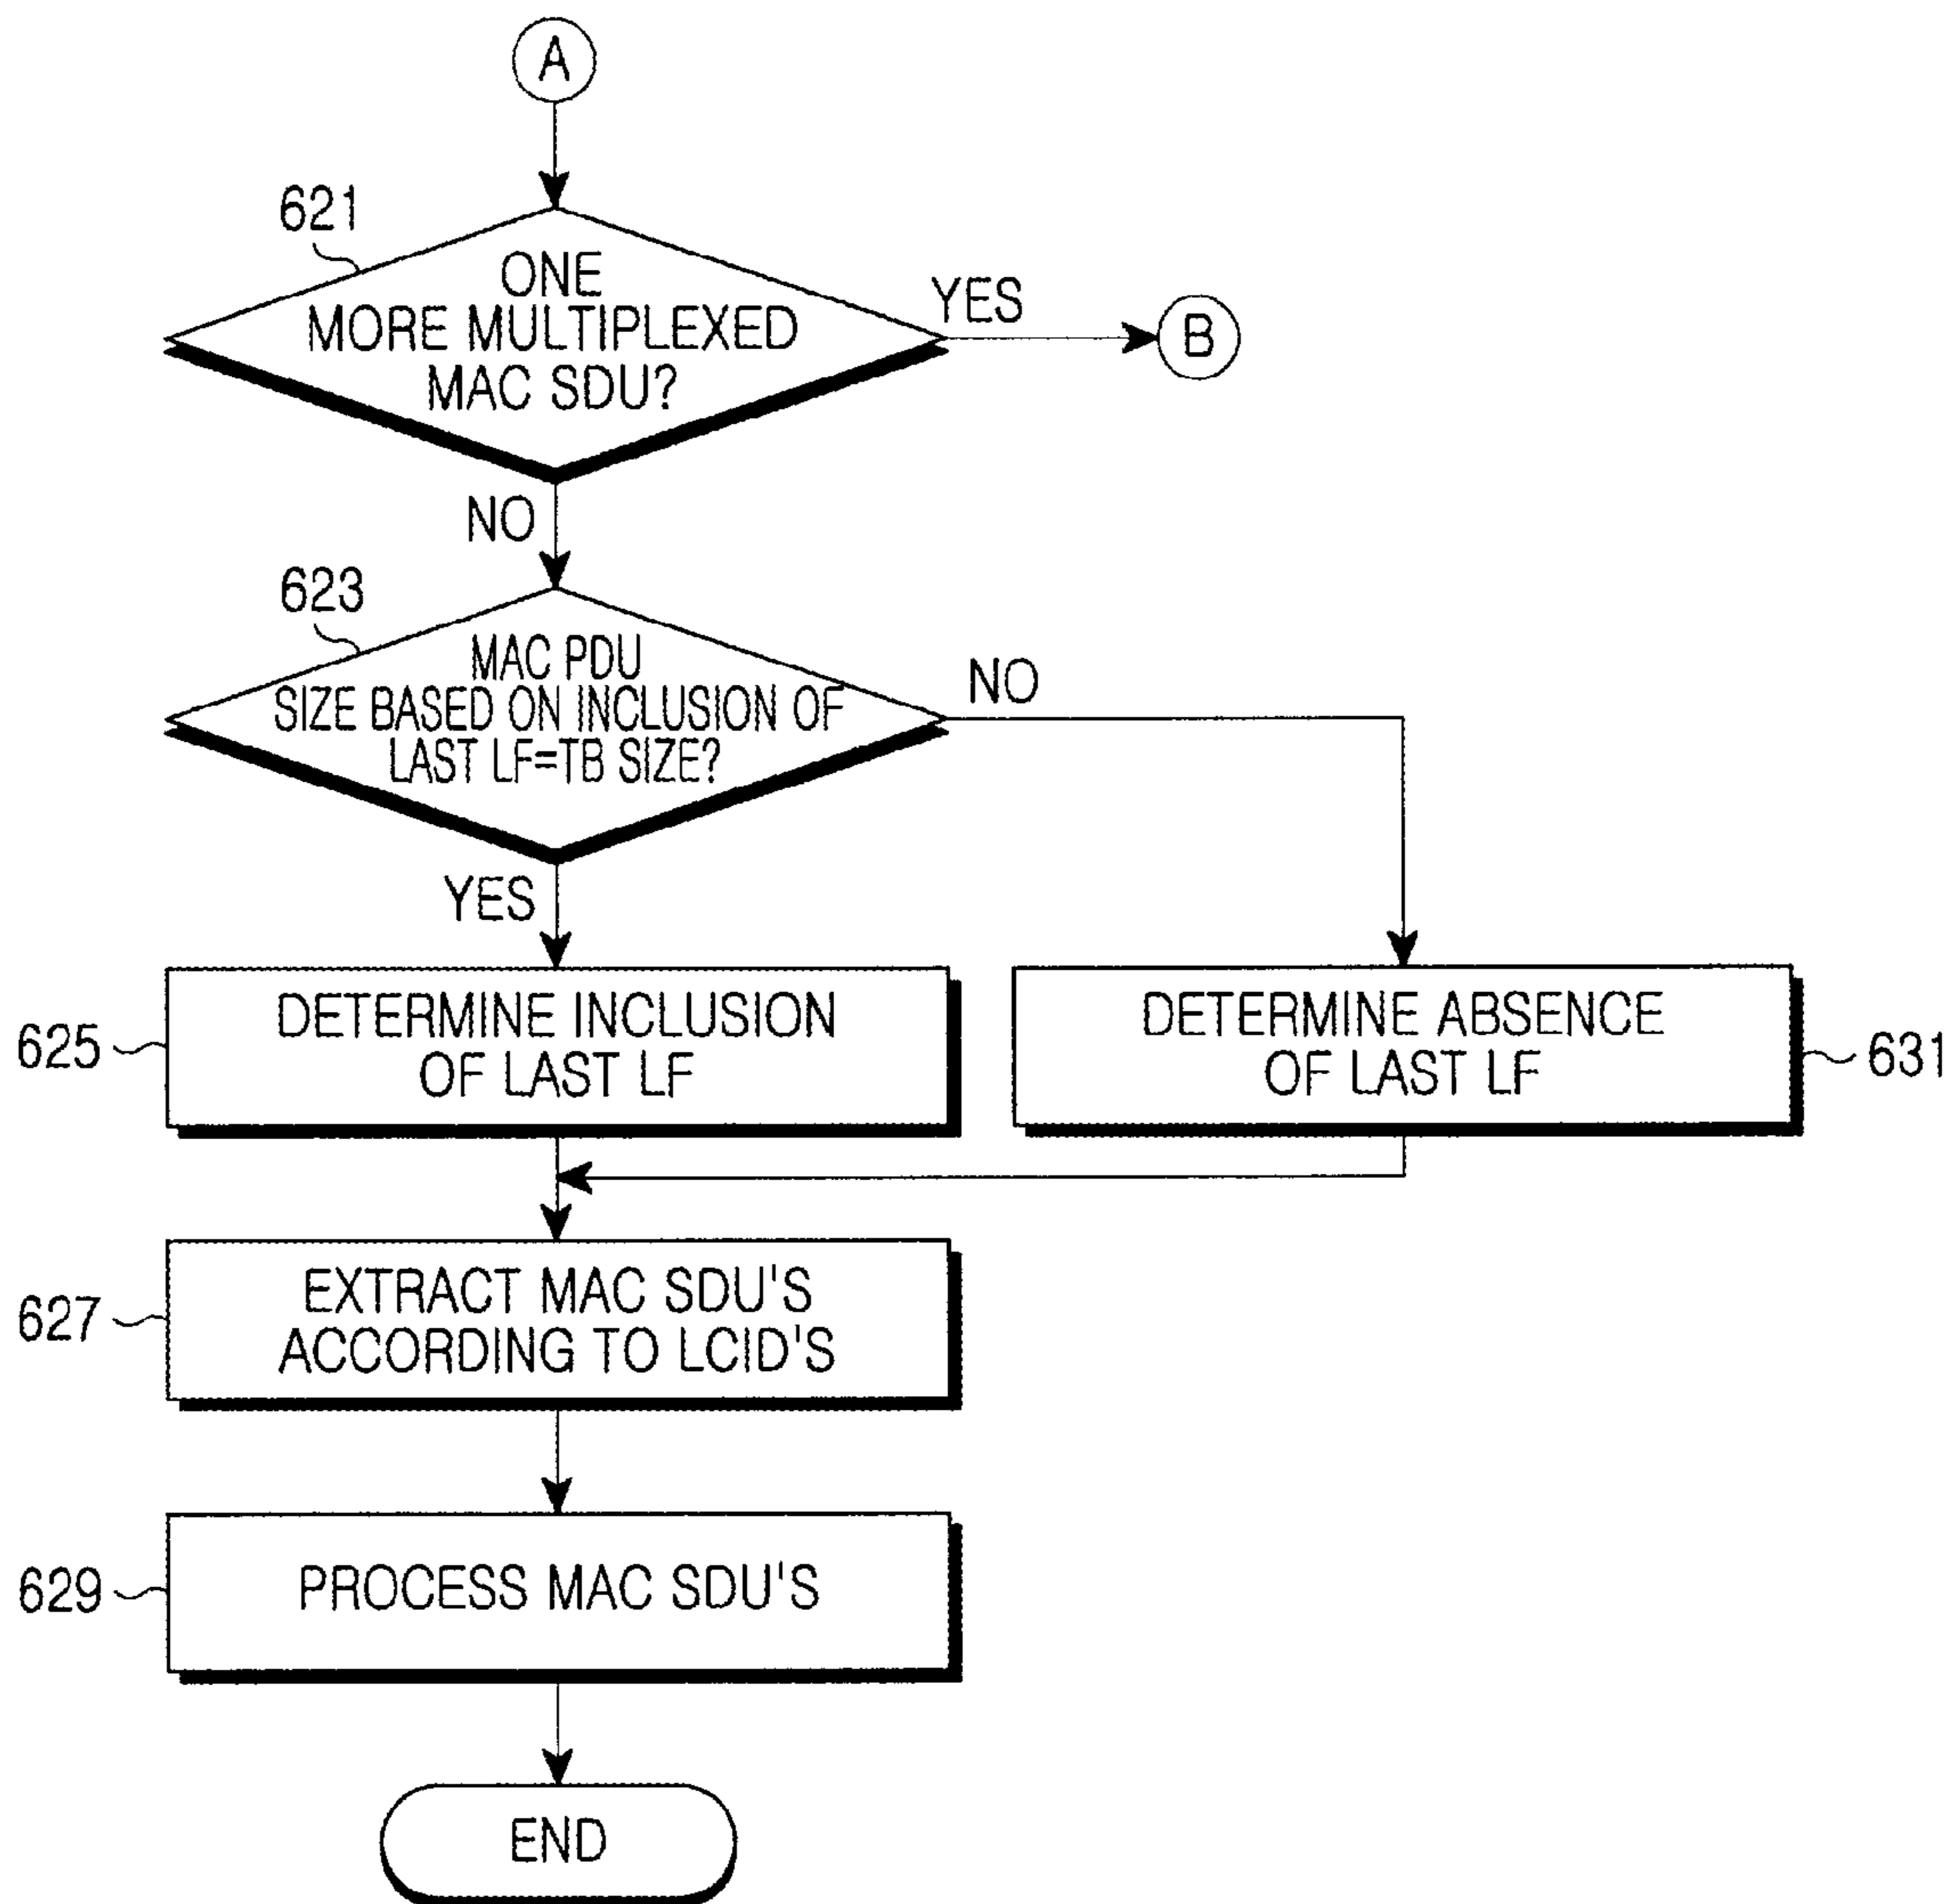 A
621
ONE
MORE MULTIPLEXED
MAC SDU?
YES
B
NO
623
MAC PDU
SIZE BASED ON INCLUSION OF
LAST LF=TB SIZE?
NO
YES
625
DETERMINE INCLUSION
OF LAST LF
DETERMINE ABSENCE
OF LAST LF
631
627
EXTRACT MAC SDU'S
ACCORDING TO LCID'S
629
PROCESS MAC SDU'S
END